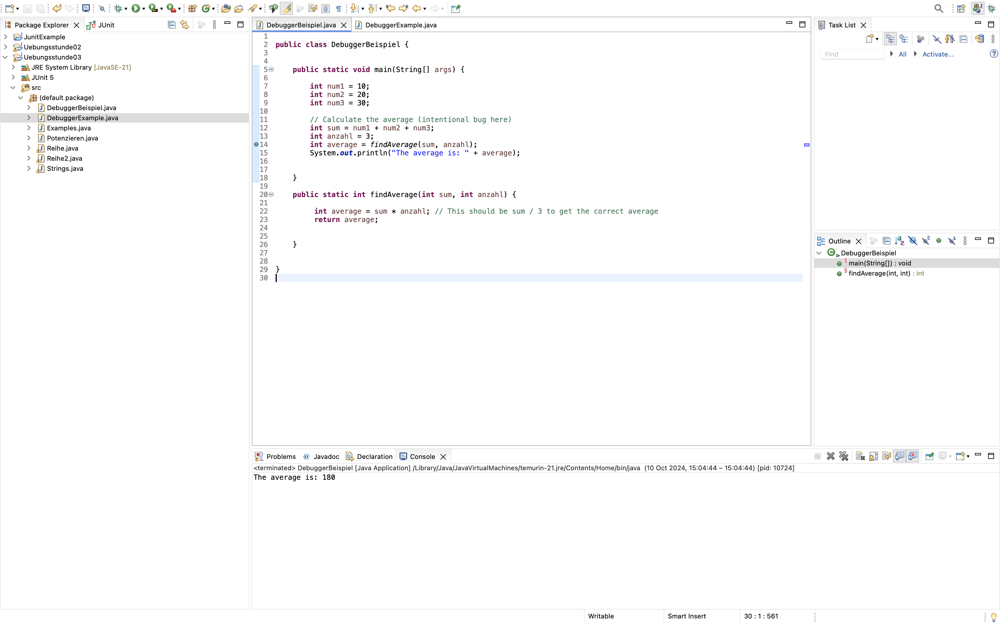 Package Explorer
JUnit
JunitExample
Uebungsstunde02
Uebungsstunde03
JRE System Library [JavaSE-21]
JUnit 5
src
(default package)
DebuggerBeispiel.java
DebuggerExample.java
Examples.java
Potenzieren.java
Reihe.java
Reihe2.java
Strings.java
DebuggerBeispiel.java
DebuggerExample.java
1
2 public class DebuggerBeispiel {
3
4
5 public static void main(String[] args) {
6
7 int num1 = 10;
8 int num2 = 20;
9 int num3 = 30;
10
11 // Calculate the average (intentional bug here)
12 int sum = num1 + num2 + num3;
13 int anzahl = 3;
14 int average = findAverage(sum, anzahl);
15 System.out.println("The average is: " + average);
16
17
18 }
19
20 public static int findAverage(int sum, int anzahl) {
21
22 int average = sum * anzahl; // This should be sum / 3 to get the correct average
23 return average;
24
25
26 }
27
28
29 }
30
Task List
Find
All
Activate...
Outline
DebuggerBeispiel
main(String[]) : void
findAverage(int, int) : int
Problems
Javadoc
Declaration
Console
<terminated> DebuggerBeispiel [Java Application] /Library/Java/JavaVirtualMachines/temurin-21.jre/Contents/Home/bin/java (10 Oct 2024, 15:04:44 – 15:04:44) [pid: 10724]
The average is: 180
Writable
Smart Insert
30 : 1 : 561